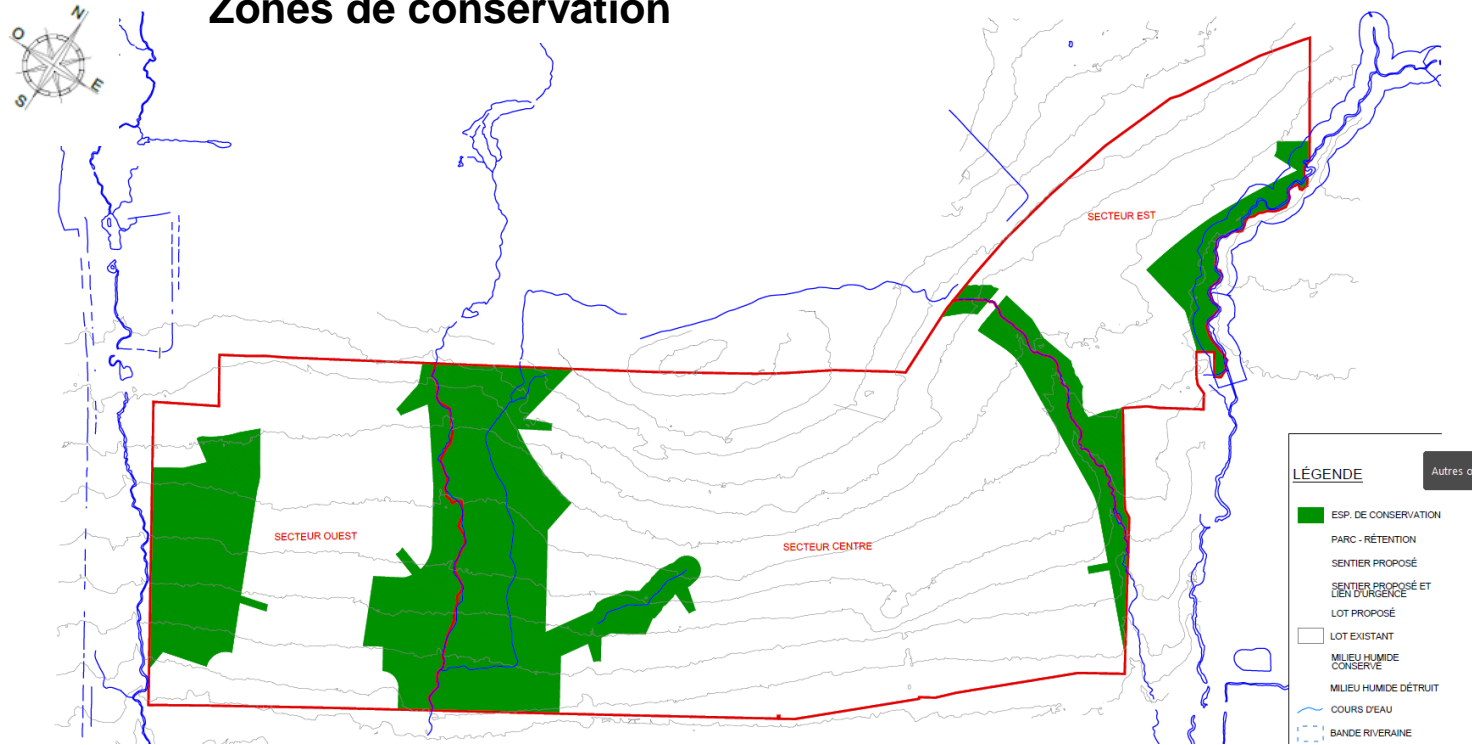 Zones de conservation
N
O
E
S
SECTEUR EST
SECTEUR OUEST
SECTEUR CENTRE
LÉGENDE
Autres o
ESP. DE CONSERVATION
PARC - RÉTENTION
SENTIER PROPOSÉ
SENTIER PROPOSÉ ET
LIEN D'URGENCE
LOT PROPOSÉ
LOT EXISTANT
MILIEU HUMIDE
CONSERVÉ
MILIEU HUMIDE DÉTRUIT
COURS D'EAU
BANDE RIVERAINE